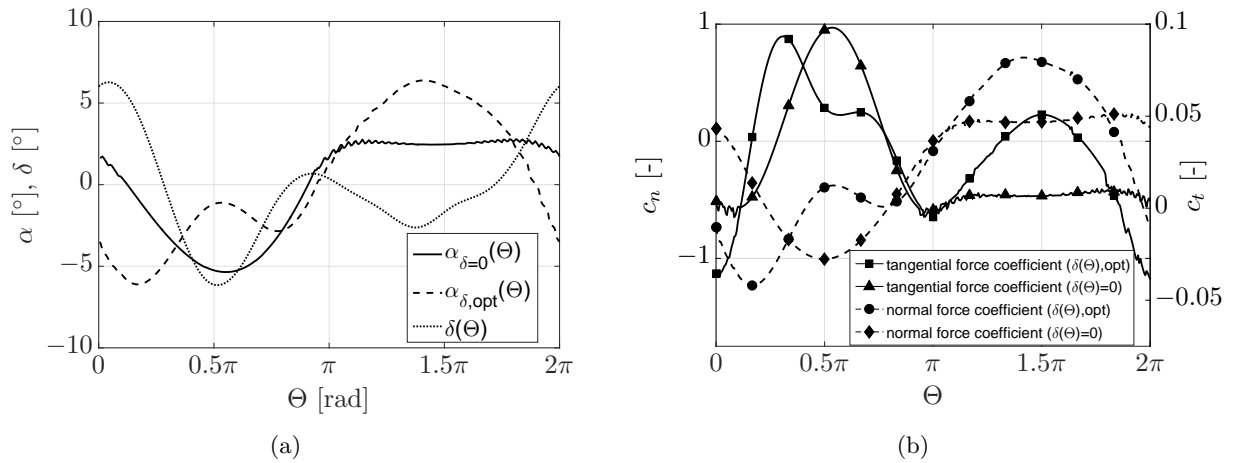 10
5
0
−5
−10
α [°], δ [°]
α_{δ=0}(Θ)
α_{δ,opt}(Θ)
δ(Θ)
0
0.5π
π
1.5π
2π
Θ [rad]
(a)
1
0
−1
c_n [-]
0.1
0.05
0
−0.05
c_t [-]
tangential force coefficient (δ(Θ),opt)
tangential force coefficient (δ(Θ)=0)
normal force coefficient (δ(Θ),opt)
normal force coefficient (δ(Θ)=0)
0
0.5π
π
1.5π
2π
Θ
(b)